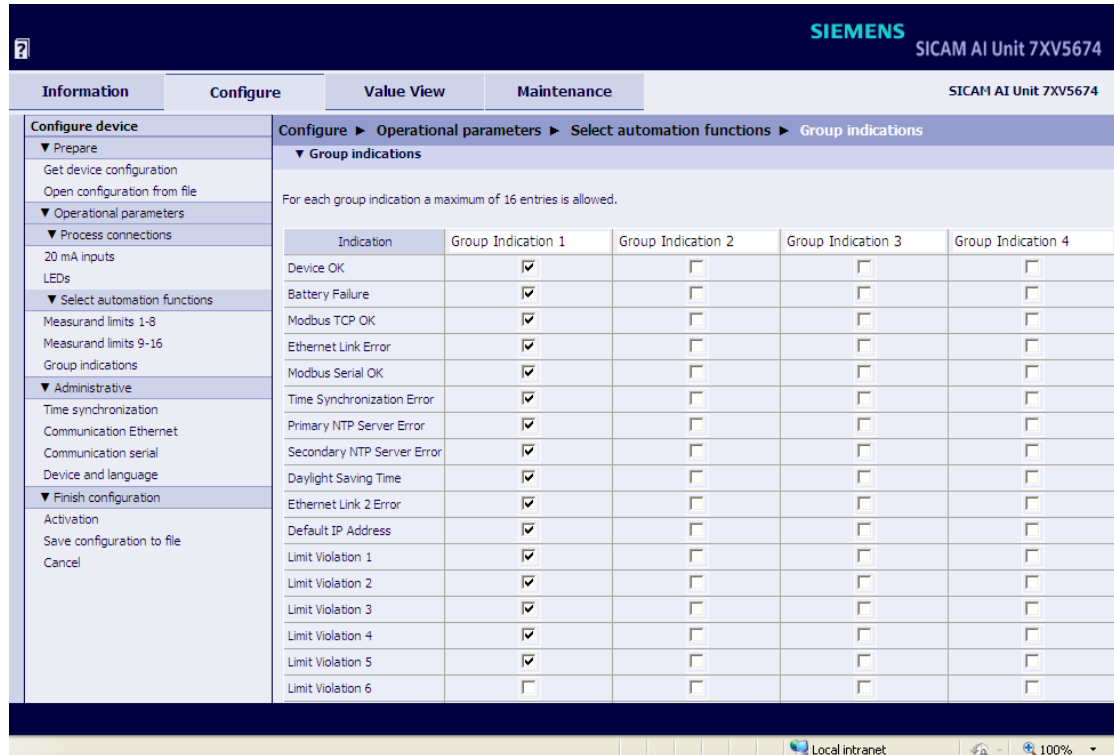 ?
SIEMENS
SICAM AI Unit 7XV5674
Information Configure Value View Maintenance SICAM AI Unit 7XV5674
Configure device
▼ Prepare
Get device configuration
Open configuration from file
▼ Operational parameters
▼ Process connections
20 mA inputs
LEDs
▼ Select automation functions
Measurand limits 1-8
Measurand limits 9-16
Group indications
▼ Administrative
Time synchronization
Communication Ethernet
Communication serial
Device and language
▼ Finish configuration
Activation
Save configuration to file
Cancel
Configure ► Operational parameters ► Select automation functions ► Group indications
▼ Group indications
For each group indication a maximum of 16 entries is allowed.
Indication Group Indication 1 Group Indication 2 Group Indication 3 Group Indication 4
Device OK
Battery Failure
Modbus TCP OK
Ethernet Link Error
Modbus Serial OK
Time Synchronization Error
Primary NTP Server Error
Secondary NTP Server Error
Daylight Saving Time
Ethernet Link 2 Error
Default IP Address
Limit Violation 1
Limit Violation 2
Limit Violation 3
Limit Violation 4
Limit Violation 5
Limit Violation 6
Local intranet 100%